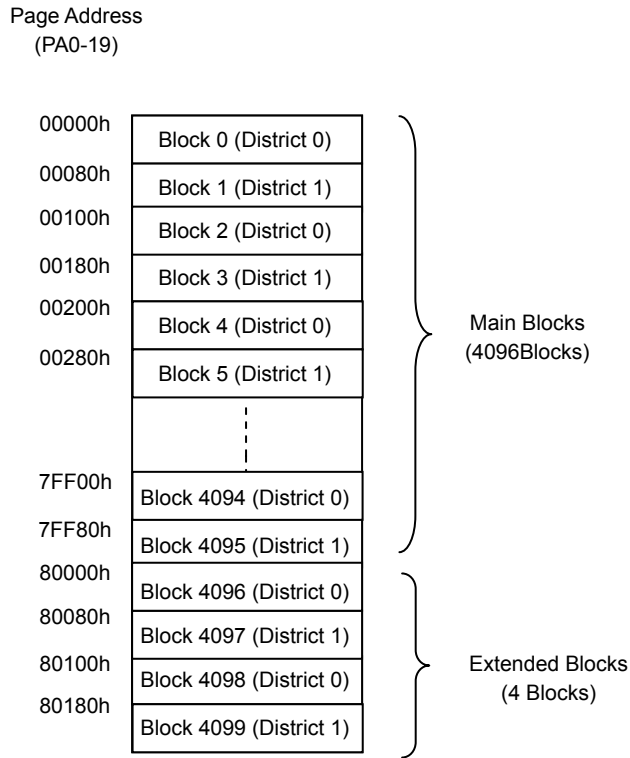 Page Address
(PA0-19)
00000h
Block 0 (District 0)
00080h
Block 1 (District 1)
00100h
Block 2 (District 0)
00180h
Block 3 (District 1)
00200h
Block 4 (District 0)
00280h
Block 5 (District 1)
Main Blocks
(4096Blocks)
7FF00h
Block 4094 (District 0)
7FF80h
Block 4095 (District 1)
80000h
Block 4096 (District 0)
80080h
Block 4097 (District 1)
80100h
Block 4098 (District 0)
80180h
Block 4099 (District 1)
Extended Blocks
(4 Blocks)